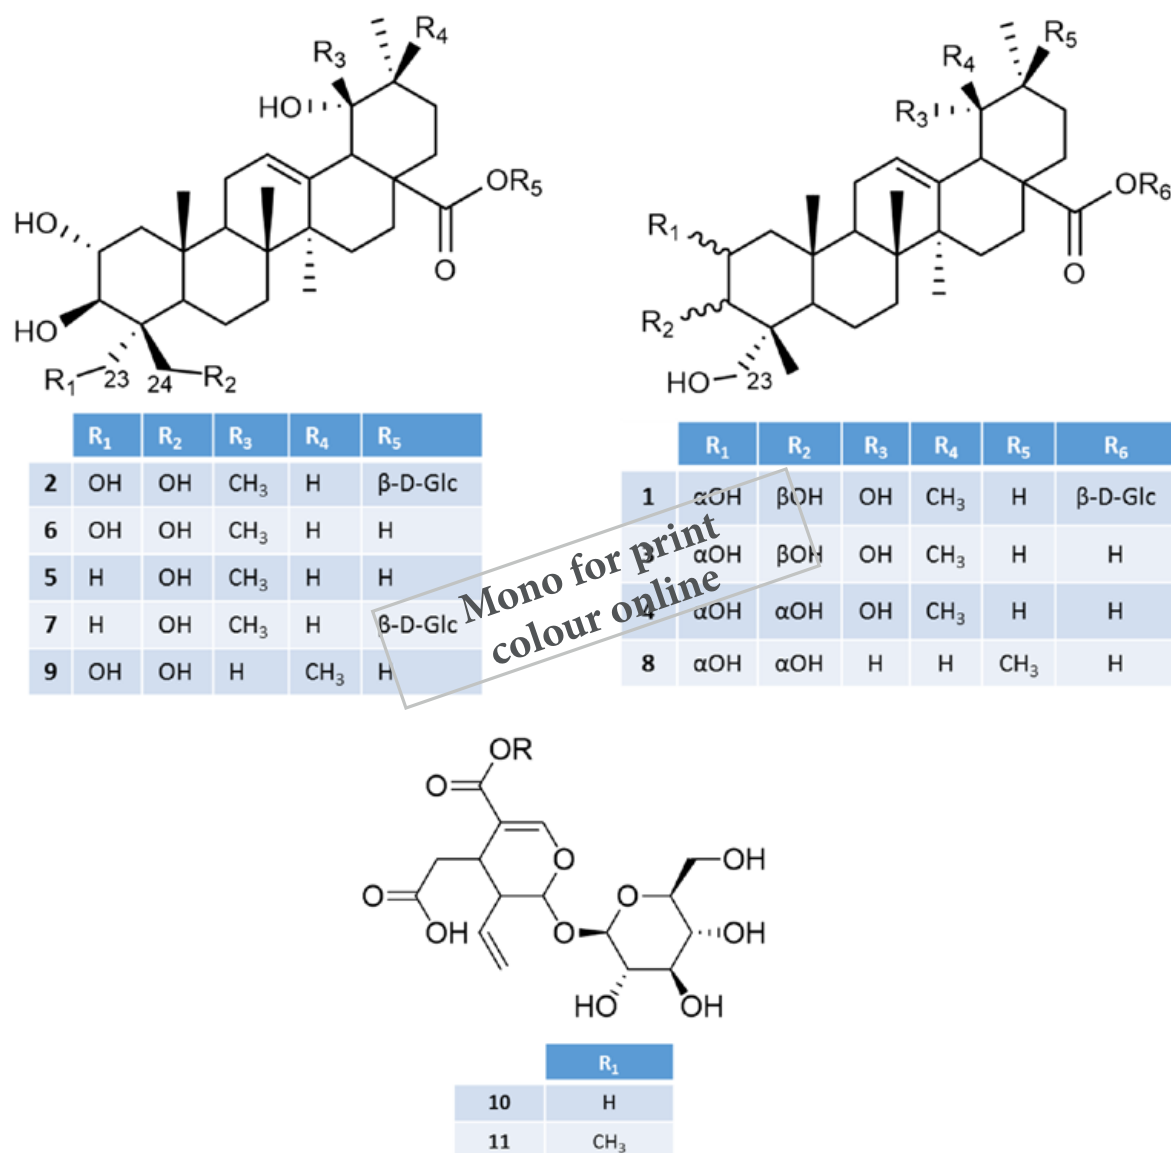 R₄
R₃
HO
OR₅
O
HO
HO
R₁
23
24
R₂
R₅
R₄
R₃
OR₆
O
R₁
R₂
HO
23
R₁ R₂ R₃ R₄ R₅
2 OH OH CH₃ H β-D-Glc
6 OH OH CH₃ H H
5 H OH CH₃ H H
7 H OH CH₃ H β-D-Glc
9 OH OH H CH₃ H
R₁ R₂ R₃ R₄ R₅ R₆
1 αOH βOH OH CH₃ H β-D-Glc
3 αOH βOH OH CH₃ H H
4 αOH αOH OH CH₃ H H
8 αOH αOH H H CH₃ H
Mono for print
colour online
OR
O
O
O
OH
O
O
OH
OH
HO
OH
R₁
10 H
11 CH₃